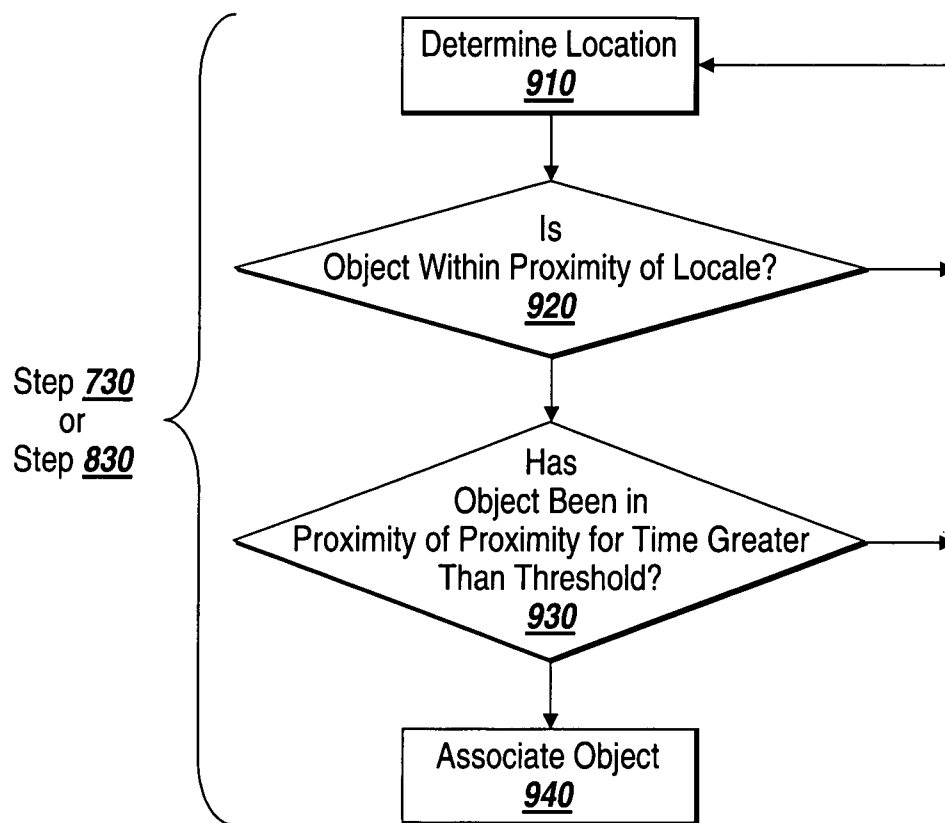 Determine Location
910
Is
Object Within Proximity of Locale?
920
Step 730
or
Step 830
Has
Object Been in
Proximity of Proximity for Time Greater
Than Threshold?
930
Associate Object
940